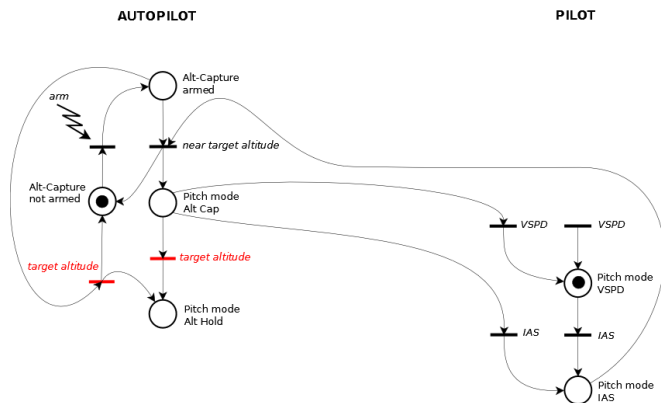 AUTOPILOT
PILOT
Alt-Capture
armed
arm
near target altitude
Alt-Capture
not armed
Pitch mode
Alt Cap
VSPD
VSPD
target altitude
target altitude
Pitch mode
VSPD
Pitch mode
Alt Hold
IAS
IAS
Pitch mode
IAS